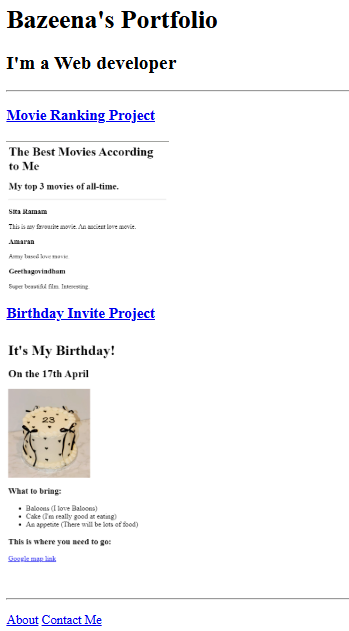 Bazeena's Portfolio
I'm a Web developer
Movie Ranking Project
The Best Movies According
to Me
My top 3 movies of all-time.
Sita Ramam
This is my favourite movie. An ancient love movie.
Amaran
Army based love movie
Geethagovindham
Super beautiful film. Interesting.
Birthday Invite Project
It's My Birthday!
On the 17th April
23
What to bring:
Baloons (I love Baloons)
Cake (I'm really good at eating)
An appetite (There will be lots of food)
This is where you need to go:
Google map link
About Contact Me